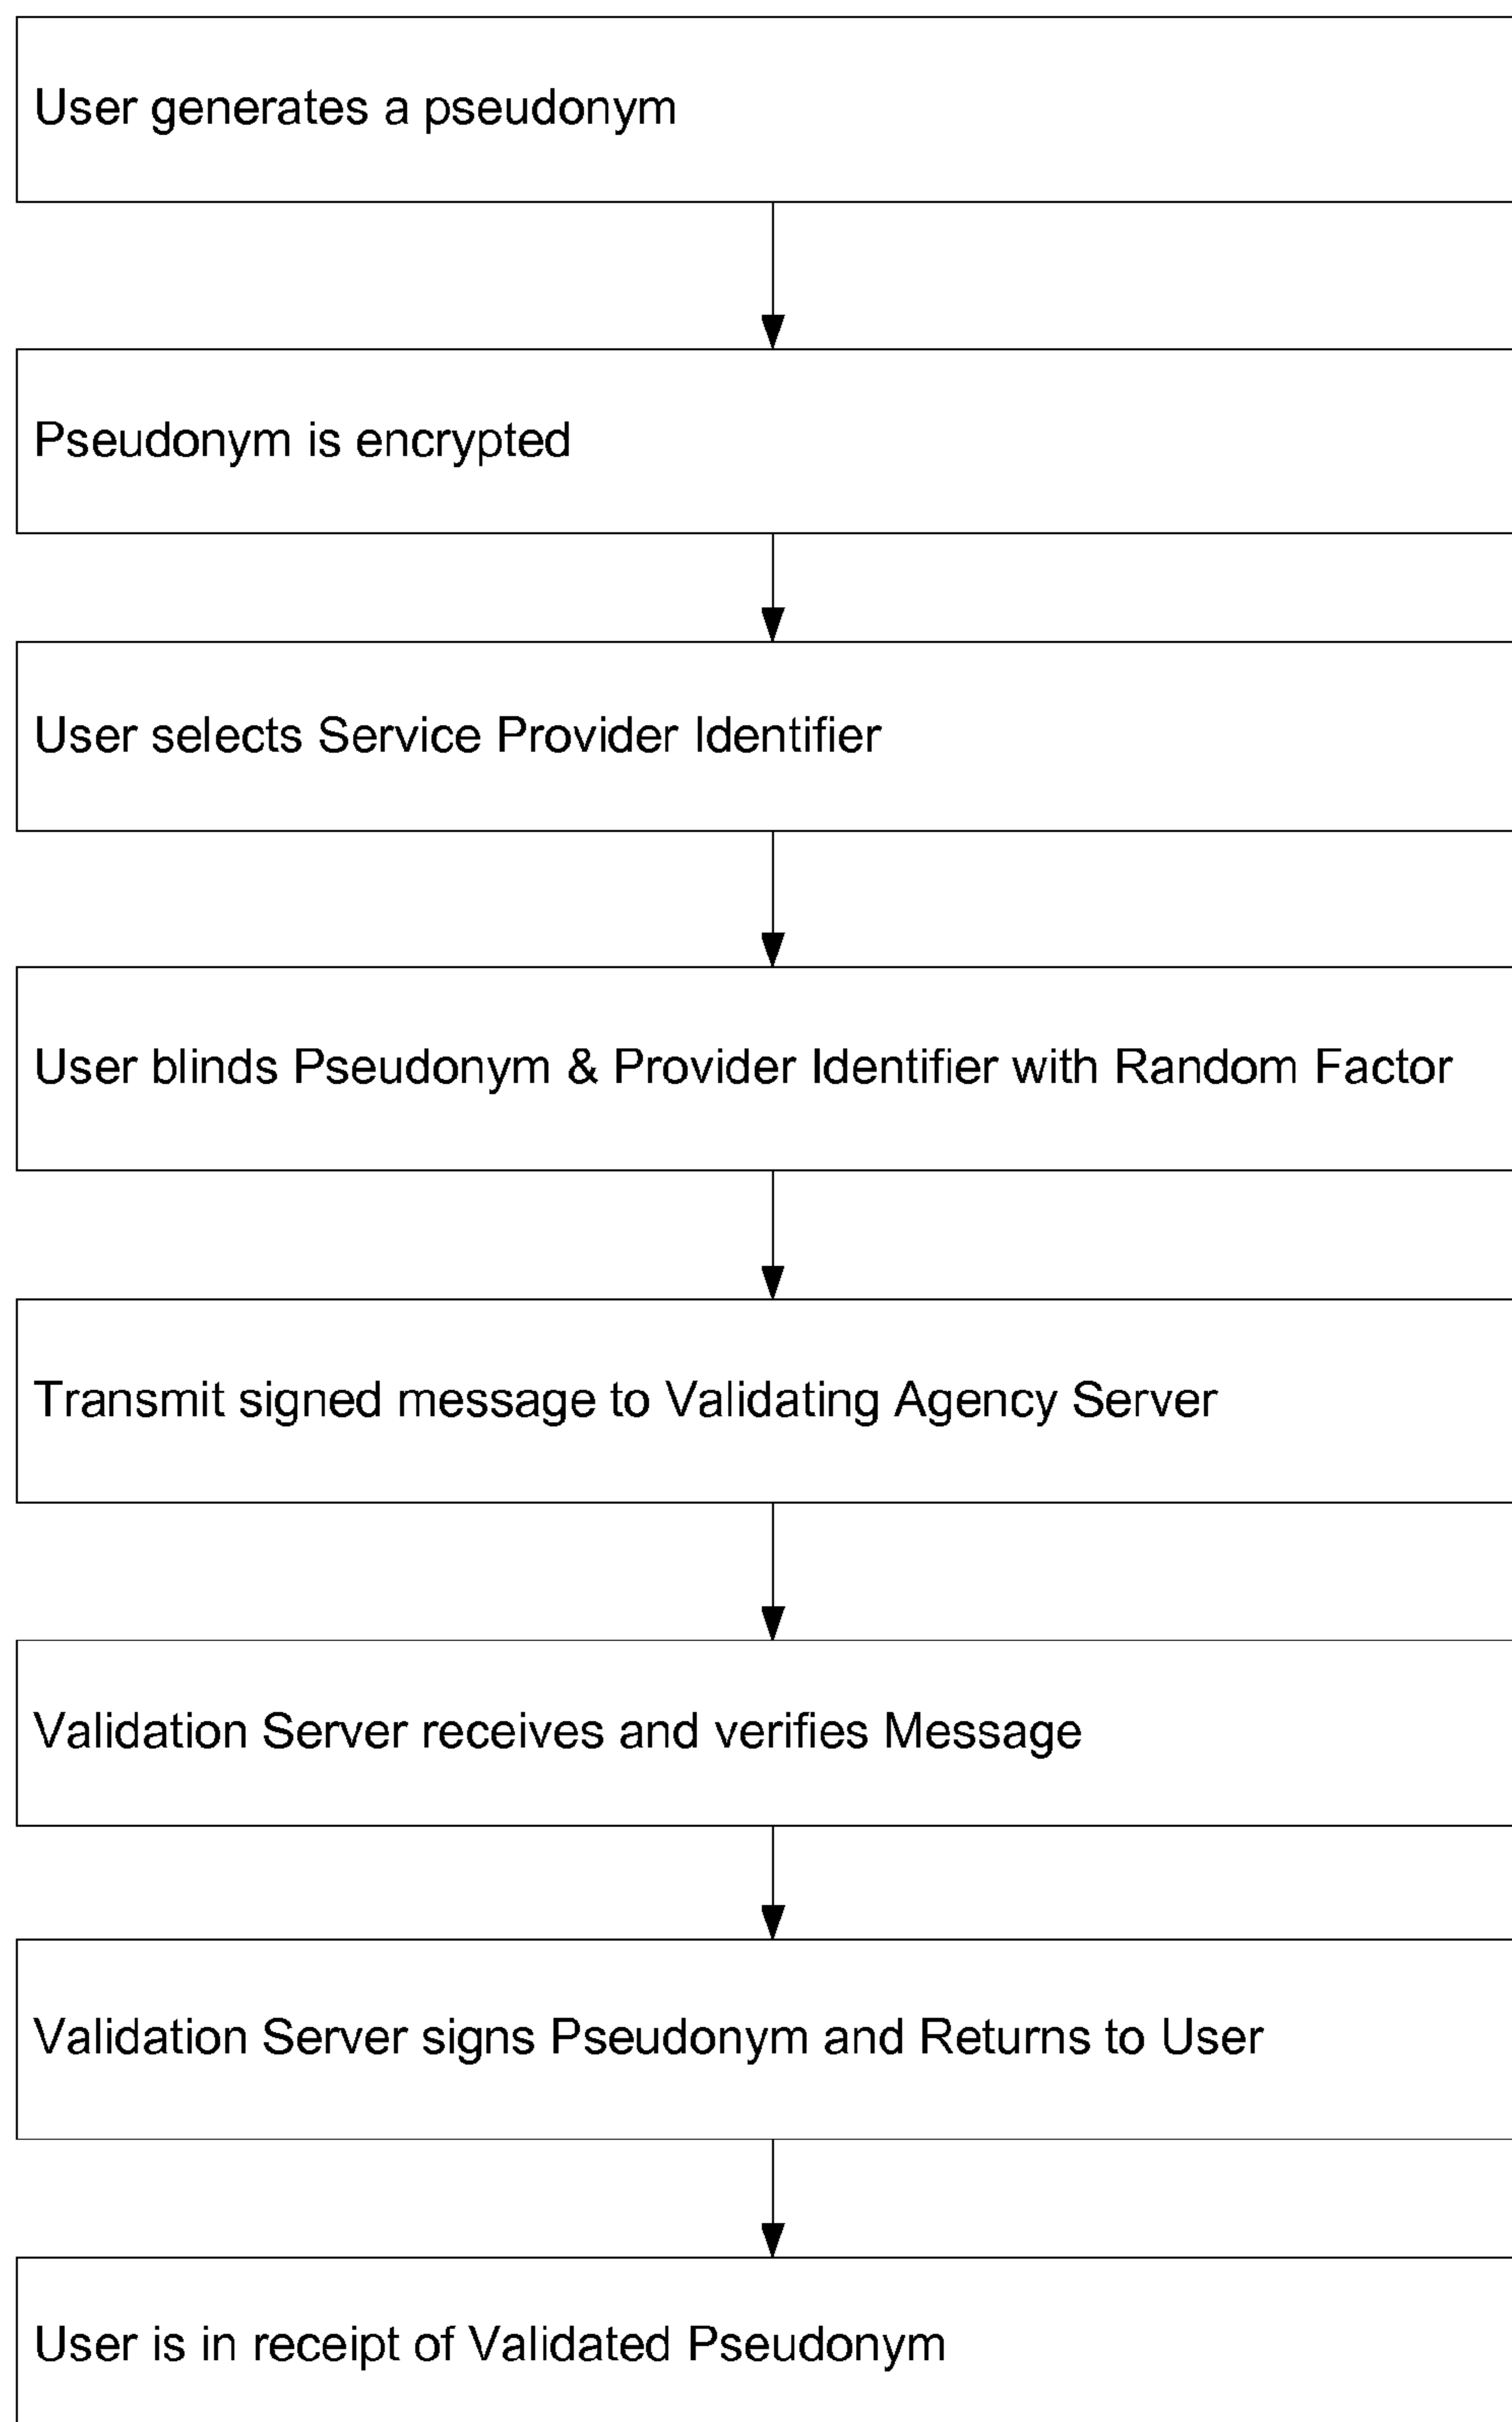 User generates a pseudonym
Pseudonym is encrypted
User selects Service Provider Identifier
User blinds Pseudonym & Provider Identifier with Random Factor
Transmit signed message to Validating Agency Server
Validation Server receives and verifies Message
Validation Server signs Pseudonym and Returns to User
User is in receipt of Validated Pseudonym